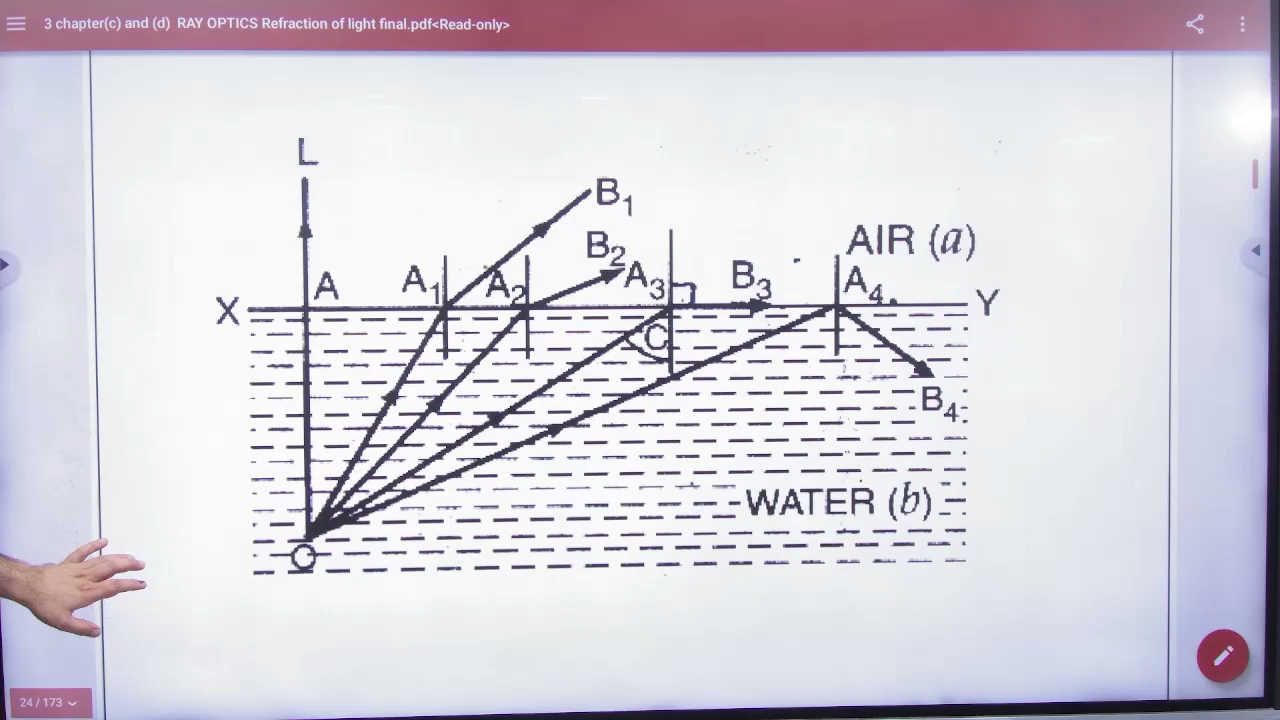 3 chapter(c) and (d) RAY OPTICS Refraction of light final.pdf<Read-only>
L
B₁
B₂
AIR (a)
A
A₁
A₂
A₃
B₃
A₄
X
Y
C
B₄
WATER (b)
O
24 / 173